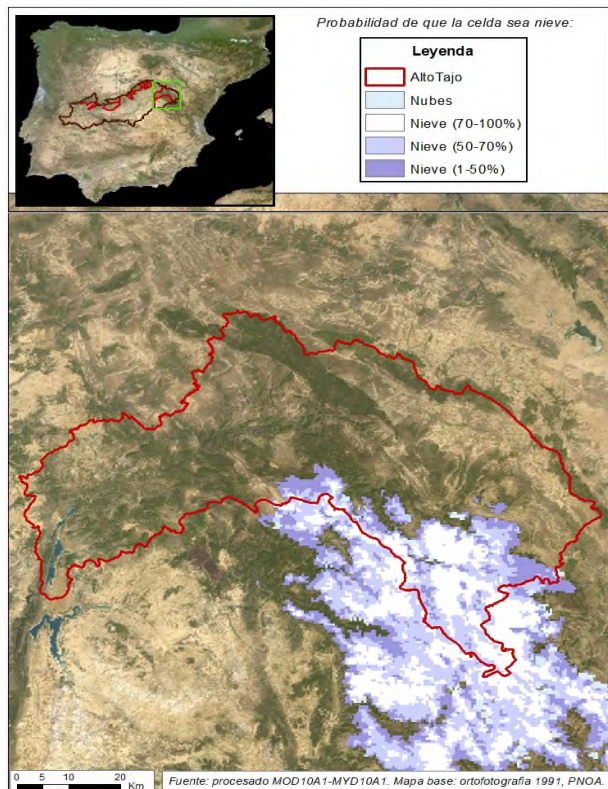 Probabilidad de que la celda sea nieve:
Leyenda
AltoTajo
Nubes
Nieve (70-100%)
Nieve (50-70%)
Nieve (1-50%)
0 5 10 20
Km
Fuente: procesado MOD10A1-MYD10A1. Mapa base: ortofotografia 1991, PNOA.